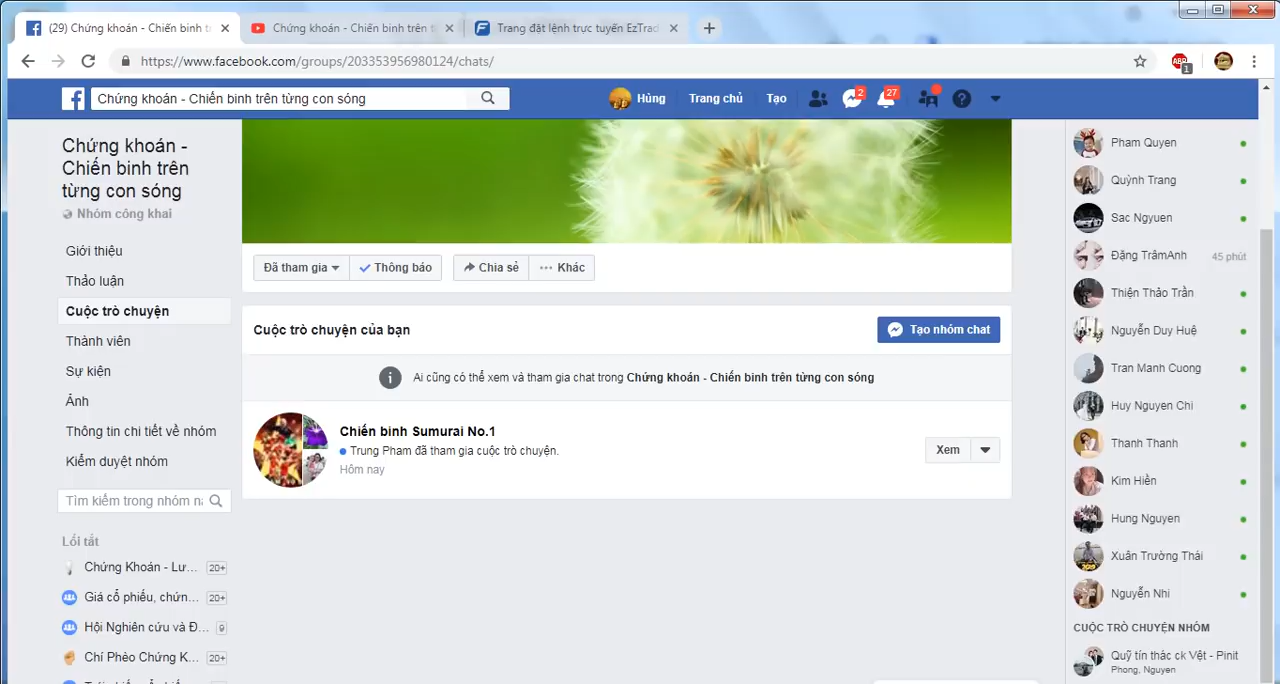 (29) Chứng khoán - Chiến binh t
Chứng khoán - Chiến binh trên t
Trang đặt lệnh trực tuyến EzTrad
https://www.facebook.com/groups/203353956980124/chats/
ABP
1
Chứng khoán - Chiến binh trên từng con sóng
Hùng
Trang chủ
Tạo
2
27
Chứng khoán -
Chiến binh trên
từng con sóng
Nhóm công khai
Giới thiệu
Thảo luận
Cuộc trò chuyện
Thành viên
Sự kiện
Ảnh
Thông tin chi tiết về nhóm
Kiểm duyệt nhóm
Tìm kiếm trong nhóm nà
Lối tắt
Chứng Khoán - Lư... 20+
Giá cổ phiếu, chứn... 20+
Hội Nghiên cứu và Đ... 9
Chí Phèo Chứng K... 20+
Đã tham gia
Thông báo
Chia sẻ
Khác
Cuộc trò chuyện của bạn
Tạo nhóm chat
Ai cũng có thể xem và tham gia chat trong Chứng khoán - Chiến binh trên từng con sóng
Chiến binh Sumurai No.1
Trung Pham đã tham gia cuộc trò chuyện.
Hôm nay
Xem
Pham Quyen
Quỳnh Trang
Sac Ngyuen
Đặng TrâmAnh 45 phút
Thiện Thảo Trần
Nguyễn Duy Huệ
Tran Manh Cuong
Huy Nguyen Chi
Thanh Thanh
Kim Hiền
Hung Nguyen
Xuân Trường Thái
Nguyễn Nhi
CUỘC TRÒ CHUYỆN NHÓM
Quỹ tín thác ck Vệt - Pinit
Phong, Nguyen